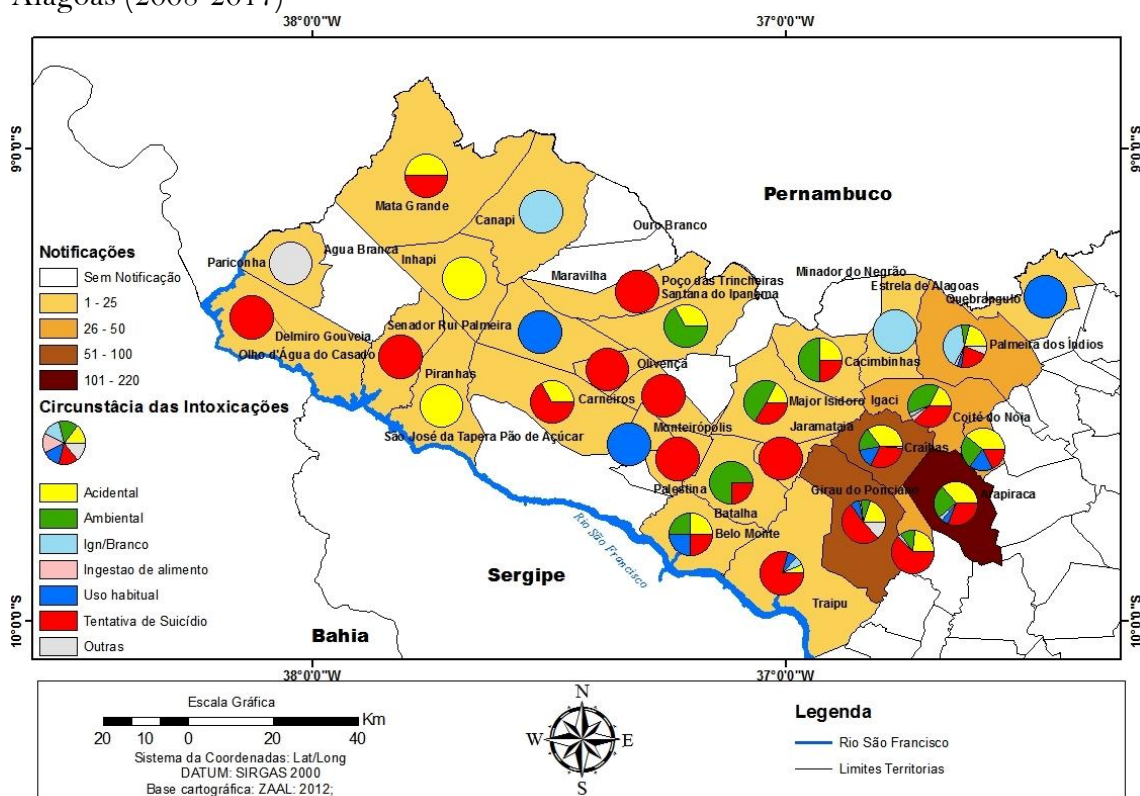 Alagoas (2008-2017)
38°0'0"W
37°0'0"W
9°0'0"S
9°0'0"S
10°0'0"S
10°0'0"S
38°0'0"W
37°0'0"W
Pernambuco
Sergipe
Bahia
Rio São Francisco
Mata Grande
Canapi
Ouro Branco
Pariconha
Agua Branca
Inhapi
Maravilha
Poço das Trincheiras
Santana do Ipanema
Minador do Negrão
Estrela de Alagoas
Quebrangulo
Delmiro Gouveia
Senador Rui Palmeira
Olho d'Água do Casado
Olivença
Cacimbinhas
Palmeira dos Índios
Piranhas
Carneiros
Major Isidoro
Igaci
Coité do Nóia
São José da Tapera
Pão de Açúcar
Monteirópolis
Jaramataia
Craíbas
Palestina
Girau do Ponciano
Arapiraca
Batalha
Belo Monte
Traipu
Notificações
Sem Notificação
1 - 25
26 - 50
51 - 100
101 - 220
Circunstâcia das Intoxicações
Acidental
Ambiental
Ign/Branco
Ingestao de alimento
Uso habitual
Tentativa de Suicídio
Outras
Escala Gráfica
20 10 0 20 40 Km
Sistema da Coordenadas: Lat/Long
DATUM: SIRGAS 2000
Base cartográfica: ZAAL: 2012;
N
W E
S
Legenda
Rio São Francisco
Limites Territorias